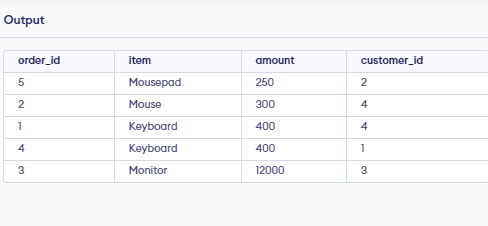 Output
order_id item amount customer_id
5 Mousepad 250 2
2 Mouse 300 4
1 Keyboard 400 4
4 Keyboard 400 1
3 Monitor 12000 3